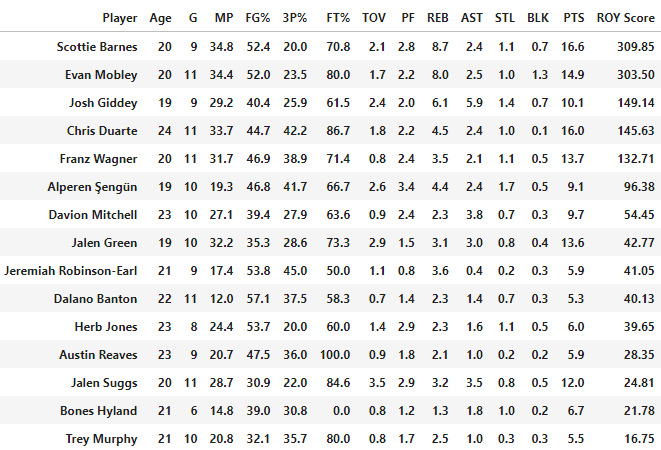 Player Age G MP FG% 3P% FT% TOV PF REB AST STL BLK PTS ROY Score
Scottie Barnes 20 9 34.8 52.4 20.0 70.8 2.1 2.8 8.7 2.4 1.1 0.7 16.6 309.85
Evan Mobley 20 11 34.4 52.0 23.5 80.0 1.7 2.2 8.0 2.5 1.0 1.3 14.9 303.50
Josh Giddey 19 9 29.2 40.4 25.9 61.5 2.4 2.0 6.1 5.9 1.4 0.7 10.1 149.14
Chris Duarte 24 11 33.7 44.7 42.2 86.7 1.8 2.2 4.5 2.4 1.0 0.1 16.0 145.63
Franz Wagner 20 11 31.7 46.9 38.9 71.4 0.8 2.4 3.5 2.1 1.1 0.5 13.7 132.71
Alperen Şengün 19 10 19.3 46.8 41.7 66.7 2.6 3.4 4.4 2.4 1.7 0.5 9.1 96.38
Davion Mitchell 23 10 27.1 39.4 27.9 63.6 0.9 2.4 2.3 3.8 0.7 0.3 9.7 54.45
Jalen Green 19 10 32.2 35.3 28.6 73.3 2.9 1.5 3.1 3.0 0.8 0.4 13.6 42.77
Jeremiah Robinson-Earl 21 9 17.4 53.8 45.0 50.0 1.1 0.8 3.6 0.4 0.2 0.3 5.9 41.05
Dalano Banton 22 11 12.0 57.1 37.5 58.3 0.7 1.4 2.3 1.4 0.7 0.3 5.3 40.13
Herb Jones 23 8 24.4 53.7 20.0 60.0 1.4 2.9 2.3 1.6 1.1 0.5 6.0 39.65
Austin Reaves 23 9 20.7 47.5 36.0 100.0 0.9 1.8 2.1 1.0 0.2 0.2 5.9 28.35
Jalen Suggs 20 11 28.7 30.9 22.0 84.6 3.5 2.9 3.2 3.5 0.8 0.5 12.0 24.81
Bones Hyland 21 6 14.8 39.0 30.8 0.0 0.8 1.2 1.3 1.8 1.0 0.2 6.7 21.78
Trey Murphy 21 10 20.8 32.1 35.7 80.0 0.8 1.7 2.5 1.0 0.3 0.3 5.5 16.75